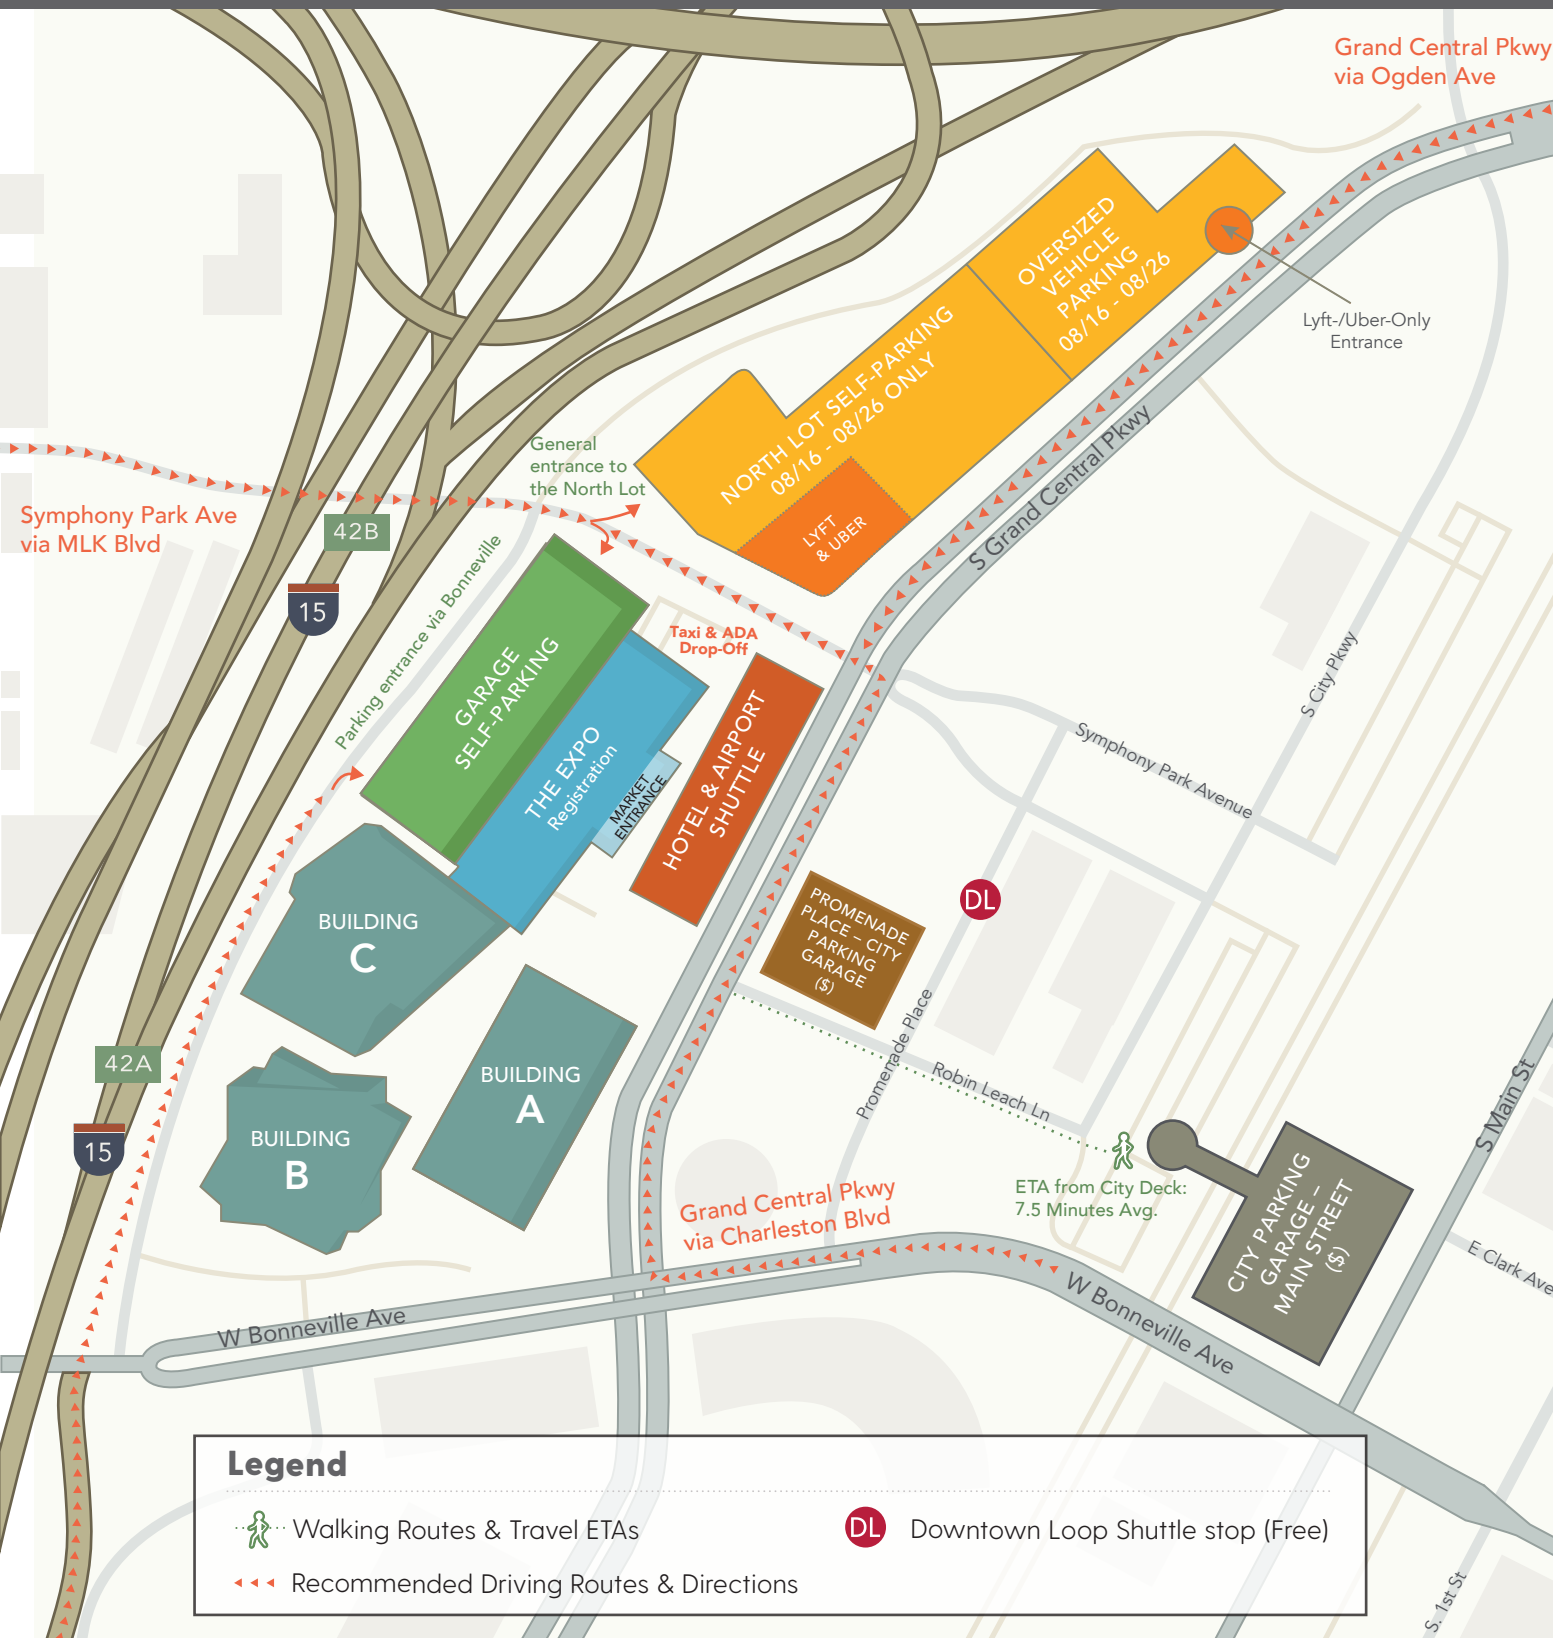 Grand Central Pkwy
via Ogden Ave
OVERSIZED
VEHICLE
PARKING
08/16 - 08/26
Lyft-/Uber-Only
Entrance
NORTH LOT SELF-PARKING
08/16 - 08/26 ONLY
LYFT
& UBER
S Grand Central Pkwy
General
entrance to
the North Lot
Symphony Park Ave
via MLK Blvd
42B
15
Parking entrance via Bonneville
GARAGE
SELF-PARKING
Taxi & ADA
Drop-Off
THE EXPO
Registration
MARKET
ENTRANCE
HOTEL & AIRPORT
SHUTTLE
S City Pkwy
Symphony Park Avenue
PROMENADE
PLACE – CITY
PARKING
GARAGE
($)
DL
BUILDING
C
BUILDING
A
BUILDING
B
42A
15
Promenade Place
Robin Leach Ln
ETA from City Deck:
7.5 Minutes Avg.
S Main St
CITY PARKING
GARAGE –
MAIN STREET
($)
E Clark Ave
Grand Central Pkwy
via Charleston Blvd
W Bonneville Ave
W Bonneville Ave
S. 1st St
Legend
Walking Routes & Travel ETAs
DL Downtown Loop Shuttle stop (Free)
Recommended Driving Routes & Directions